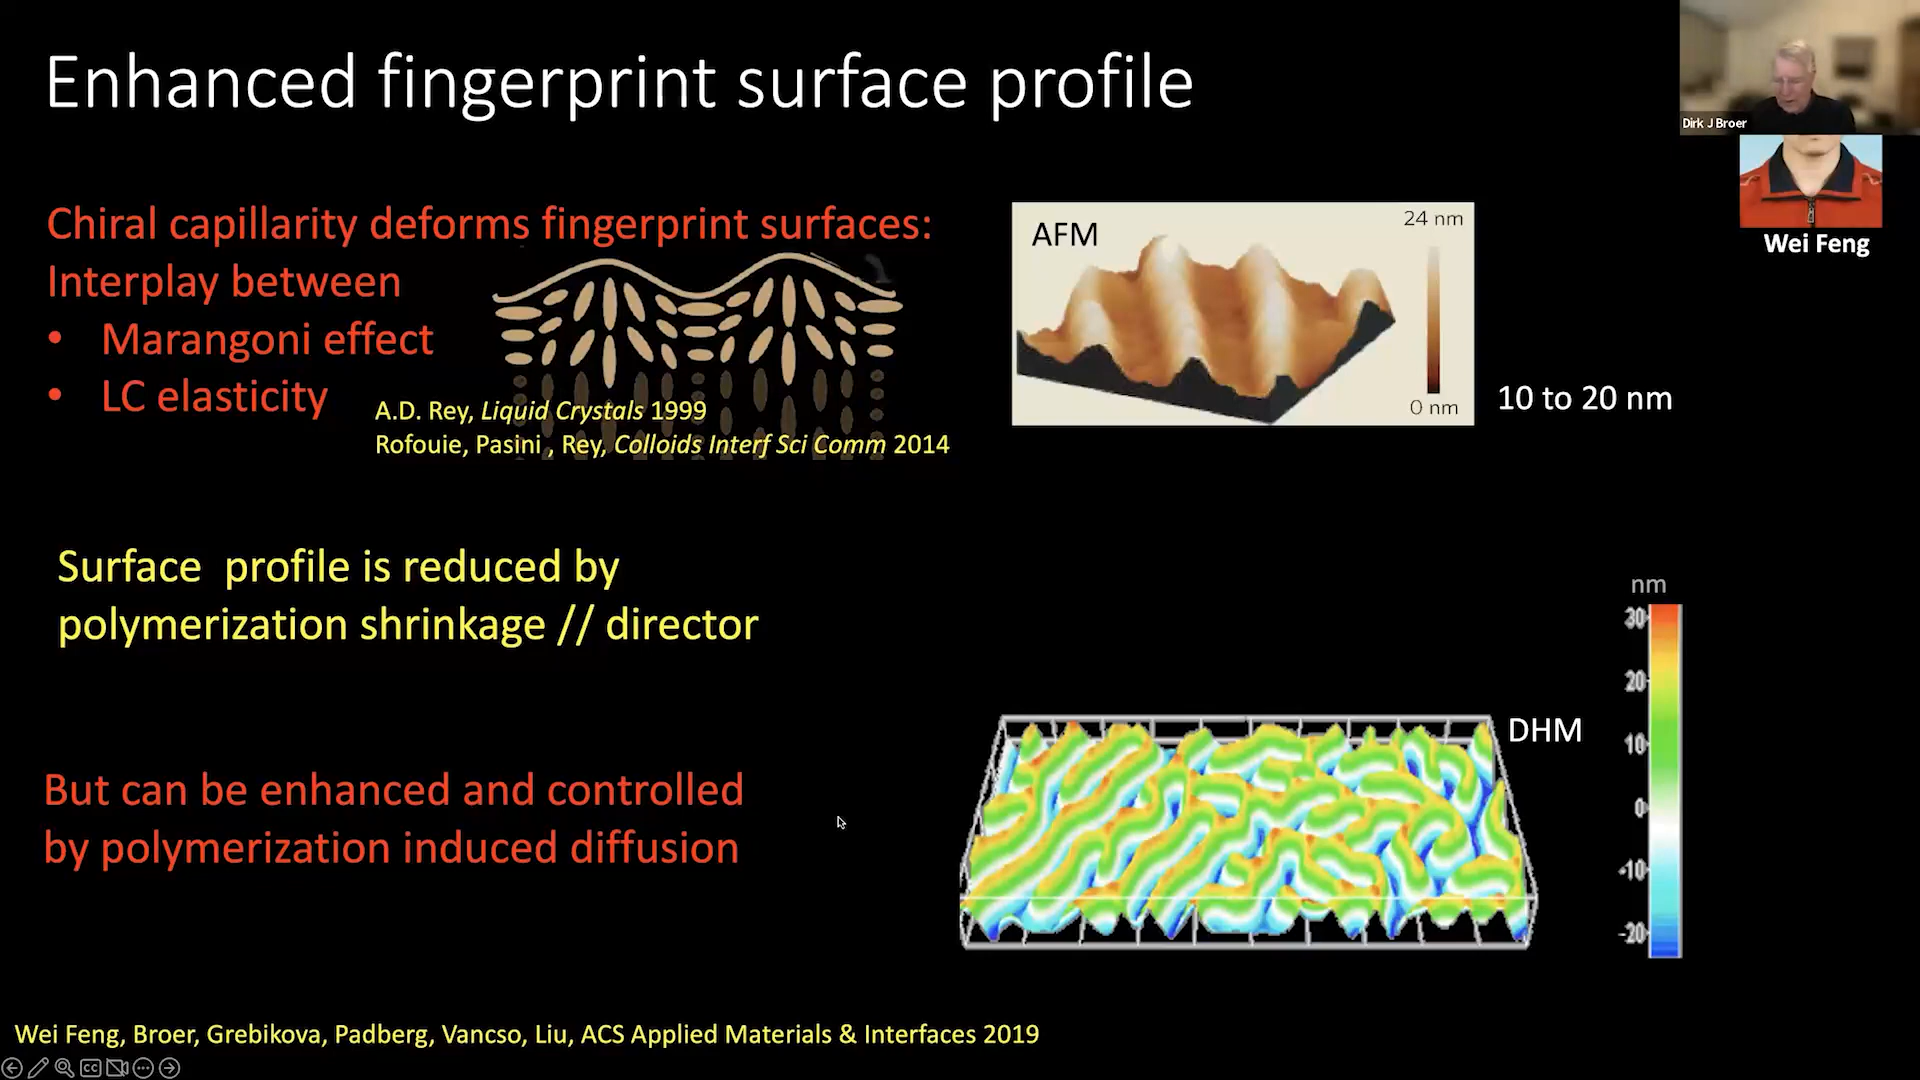 Enhanced fingerprint surface profile
Dirk J Broer
Wei Feng
Chiral capillarity deforms fingerprint surfaces:
Interplay between
• Marangoni effect
• LC elasticity
A.D. Rey, Liquid Crystals 1999
Rofouie, Pasini , Rey, Colloids Interf Sci Comm 2014
AFM
24 nm
0 nm
10 to 20 nm
Surface profile is reduced by
polymerization shrinkage // director
But can be enhanced and controlled
by polymerization induced diffusion
DHM
nm
30
20
10
0
-10
-20
Wei Feng, Broer, Grebikova, Padberg, Vancso, Liu, ACS Applied Materials & Interfaces 2019
CC